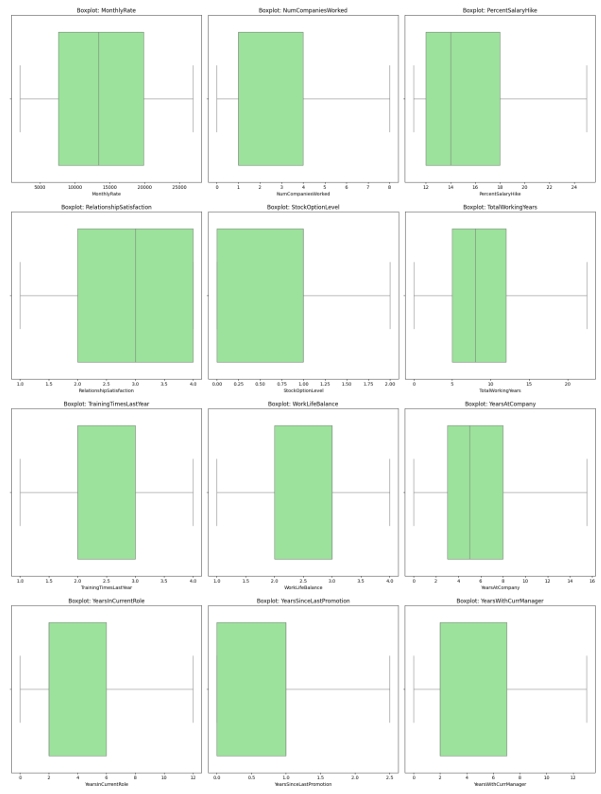 Boxplot: MonthlyRate
Boxplot: NumCompaniesWorked
Boxplot: PercentSalaryHike
5000 10000 15000 20000 25000
0 1 2 3 4 5 6 7 8
12 14 16 18 20 22 24
MonthlyRate
NumCompaniesWorked
PercentSalaryHike
Boxplot: RelationshipSatisfaction
Boxplot: StockOptionLevel
Boxplot: TotalWorkingYears
1.0 1.5 2.0 2.5 3.0 3.5 4.0
0.00 0.25 0.50 0.75 1.00 1.25 1.50 1.75 2.00
0 5 10 15 20
RelationshipSatisfaction
StockOptionLevel
TotalWorkingYears
Boxplot: TrainingTimesLastYear
Boxplot: WorkLifeBalance
Boxplot: YearsAtCompany
1.0 1.5 2.0 2.5 3.0 3.5 4.0
1.0 1.5 2.0 2.5 3.0 3.5 4.0
0 2 4 6 8 10 12 14 16
TrainingTimesLastYear
WorkLifeBalance
YearsAtCompany
Boxplot: YearsInCurrentRole
Boxplot: YearsSinceLastPromotion
Boxplot: YearsWithCurrManager
0 2 4 6 8 10 12
0.0 0.5 1.0 1.5 2.0 2.5
0 2 4 6 8 10 12
YearsInCurrentRole
YearsSinceLastPromotion
YearsWithCurrManager